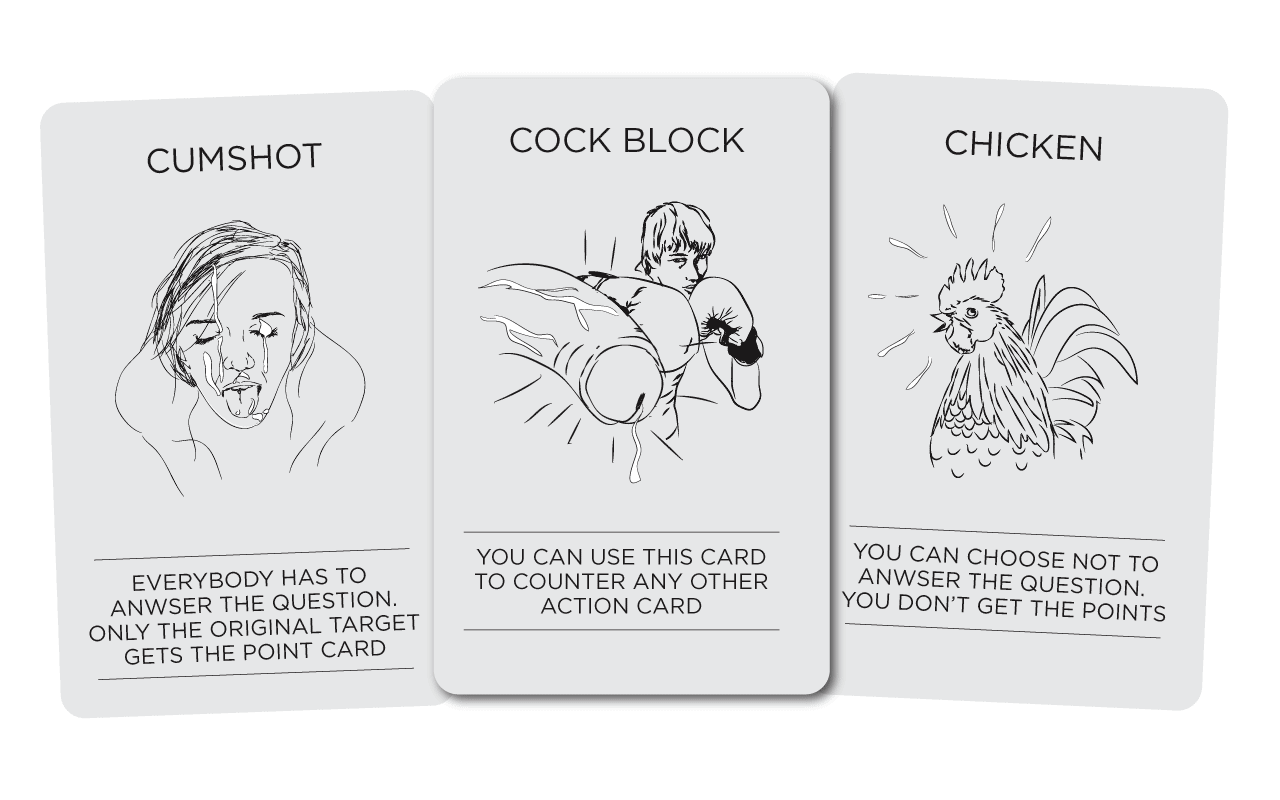 CUMSHOT
EVERYBODY HAS TO
ANWSER THE QUESTION.
ONLY THE ORIGINAL TARGET
GETS THE POINT CARD
COCK BLOCK
YOU CAN USE THIS CARD
TO COUNTER ANY OTHER
ACTION CARD
CHICKEN
YOU CAN CHOOSE NOT TO
ANWSER THE QUESTION.
YOU DON'T GET THE POINTS